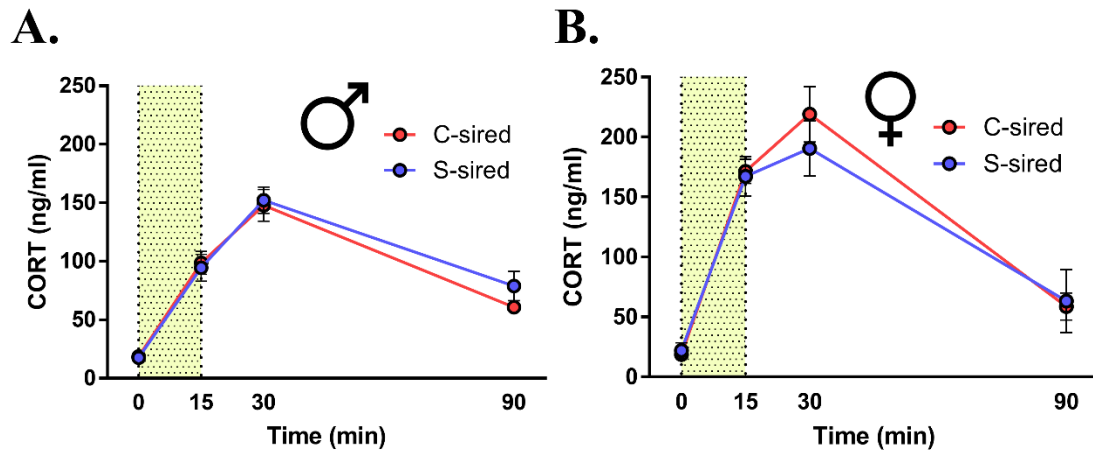 A.
250
200
150
100
50
0
CORT (ng/ml)
C-sired
S-sired
0 15 30 90
Time (min)
B.
250
200
150
100
50
0
CORT (ng/ml)
C-sired
S-sired
0 15 30 90
Time (min)